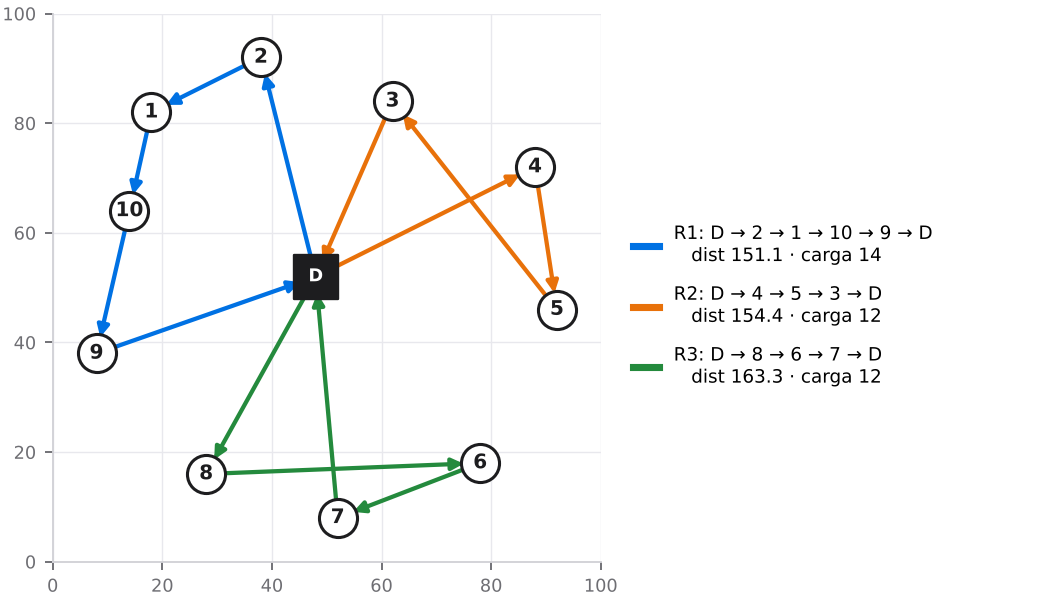 100
80
60
40
20
0
0 20 40 60 80 100
2
1
3
4
10
D
5
9
8
6
7
R1: D → 2 → 1 → 10 → 9 → D
dist 151.1 · carga 14
R2: D → 4 → 5 → 3 → D
dist 154.4 · carga 12
R3: D → 8 → 6 → 7 → D
dist 163.3 · carga 12